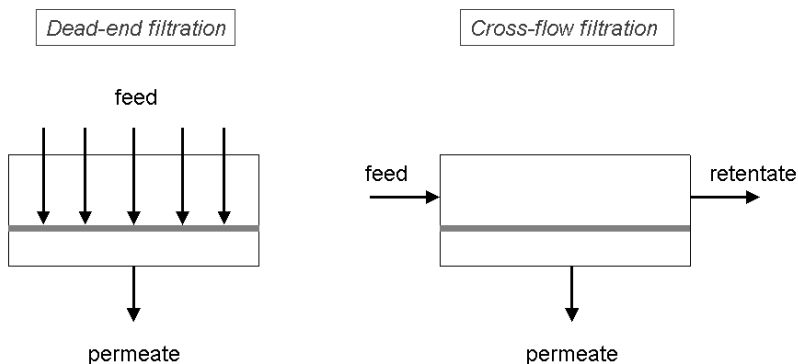 Dead-end filtration
feed
permeate
Cross-flow filtration
feed
retentate
permeate